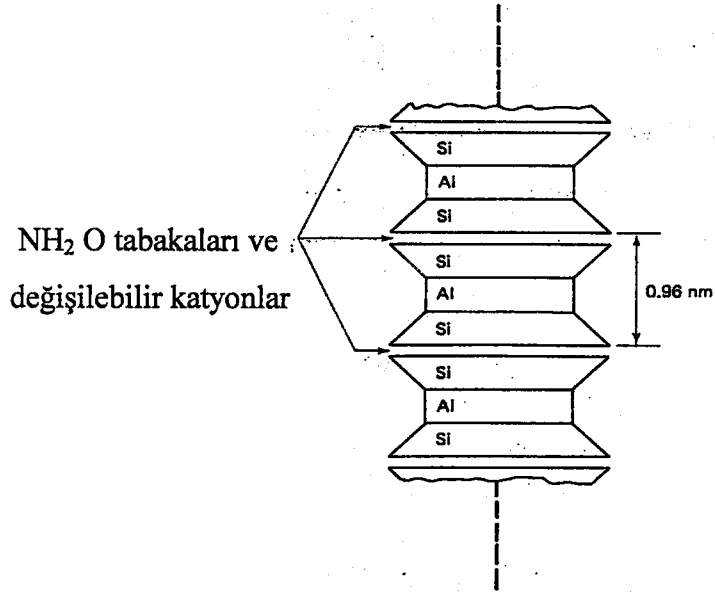 Si
Al
Si
NH₂ O tabakaları ve
değişilebilir katyonlar
Si
Al
Si
0.96 nm
Si
Al
Si